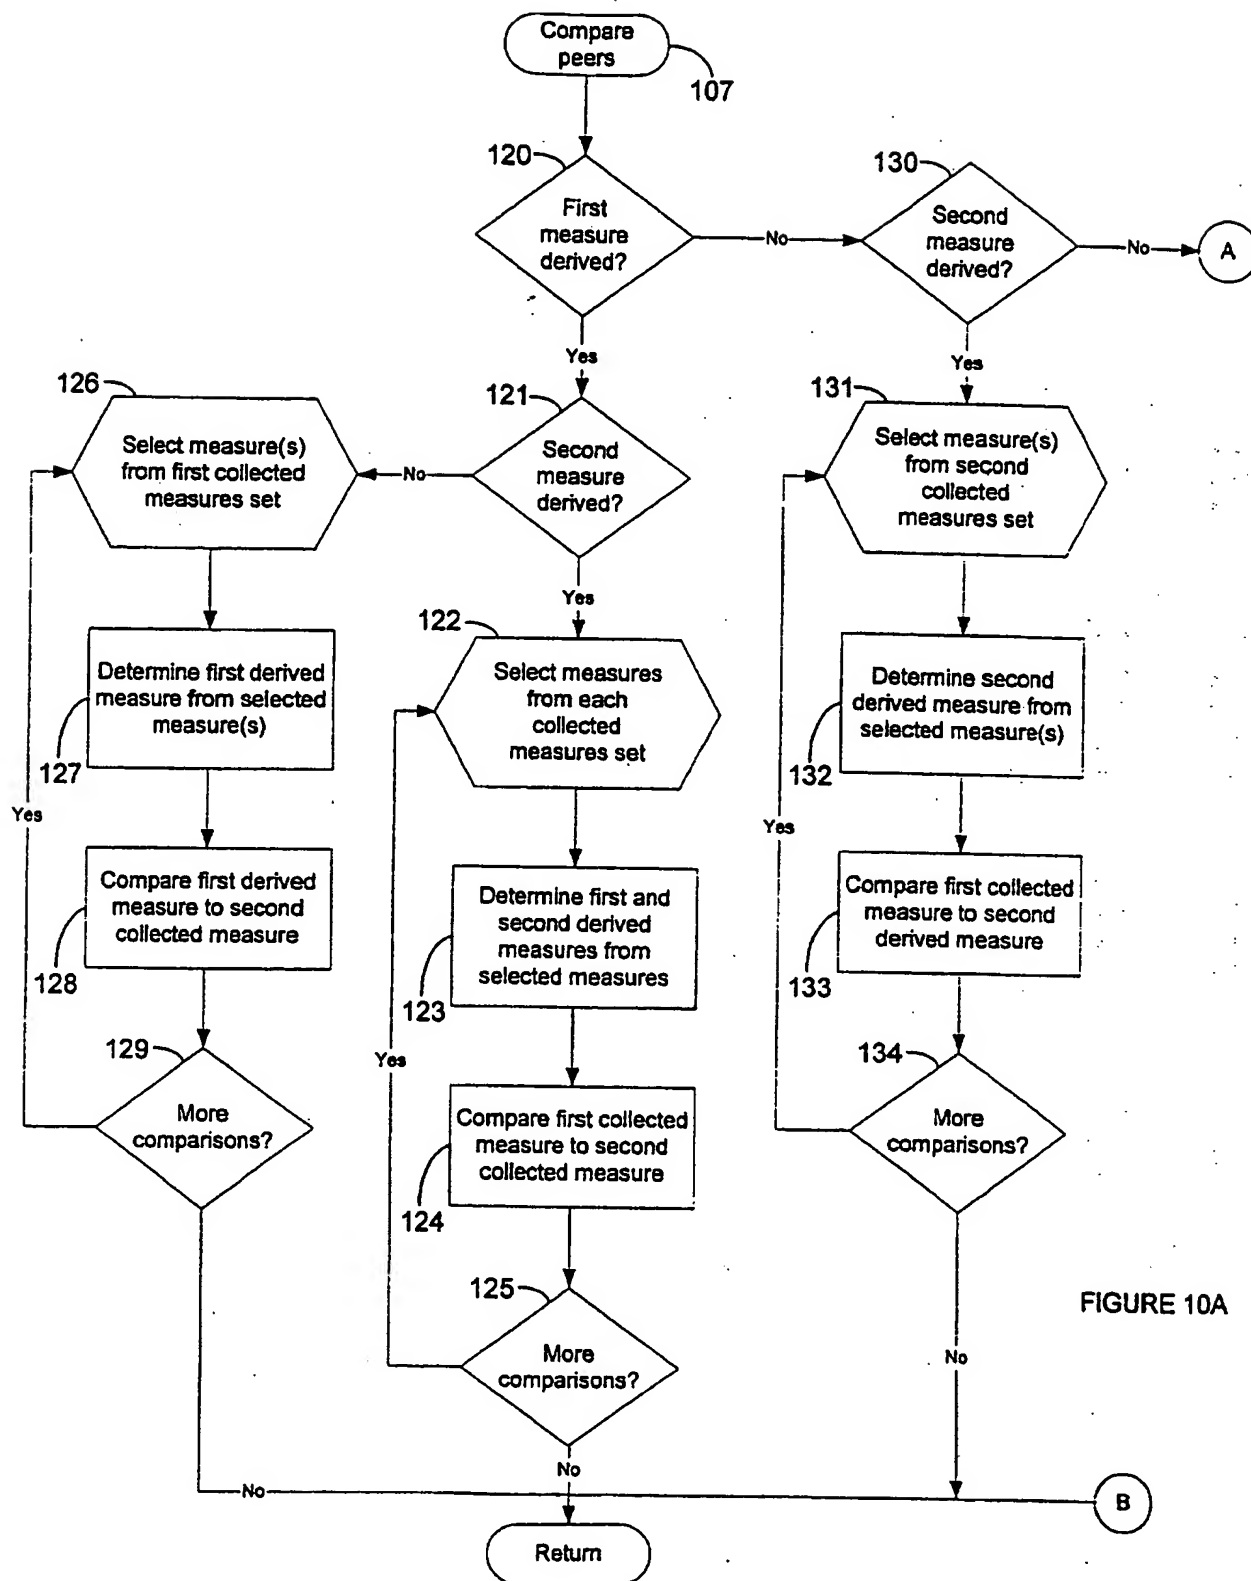 Compare
peers
107
120
First
measure
derived?
No
130
Second
measure
derived?
No
A
Yes
Yes
126
Select measure(s)
from first collected
measures set
No
121
Second
measure
derived?
131
Select measure(s)
from second
collected
measures set
Yes
122
Select measures
from each
collected
measures set
Determine first derived
measure from selected
measure(s)
127
Determine second
derived measure from
selected measure(s)
132
Yes
Yes
Compare first derived
measure to second
collected measure
128
Determine first and
second derived
measures from
selected measures
123
Compare first collected
measure to second
derived measure
133
129
More
comparisons?
Yes
134
More
comparisons?
Compare first collected
measure to second
collected measure
124
125
More
comparisons?
FIGURE 10A
No
No
No
B
Return